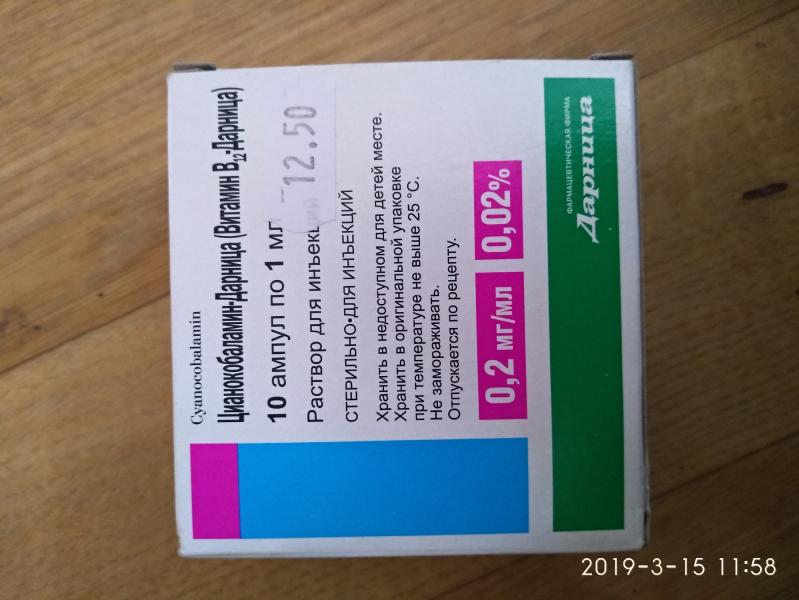 Cyanocobalamin
Цианокобаламин-Дарница (Витамин B₁₂-Дарница)
10 ампул по 1 мл
12.50
Раствор для инъекций
СТЕРИЛЬНО•ДЛЯ ИНЪЕКЦИЙ
Хранить в недоступном для детей месте.
Хранить в оригинальной упаковке
при температуре не выше 25 °C.
Не замораживать.
Отпускается по рецепту.
0,2 мг/мл 0,02%
ФАРМАЦЕВТИЧЕСКАЯ ФИРМА
Дарница
2019-3-15 11:58